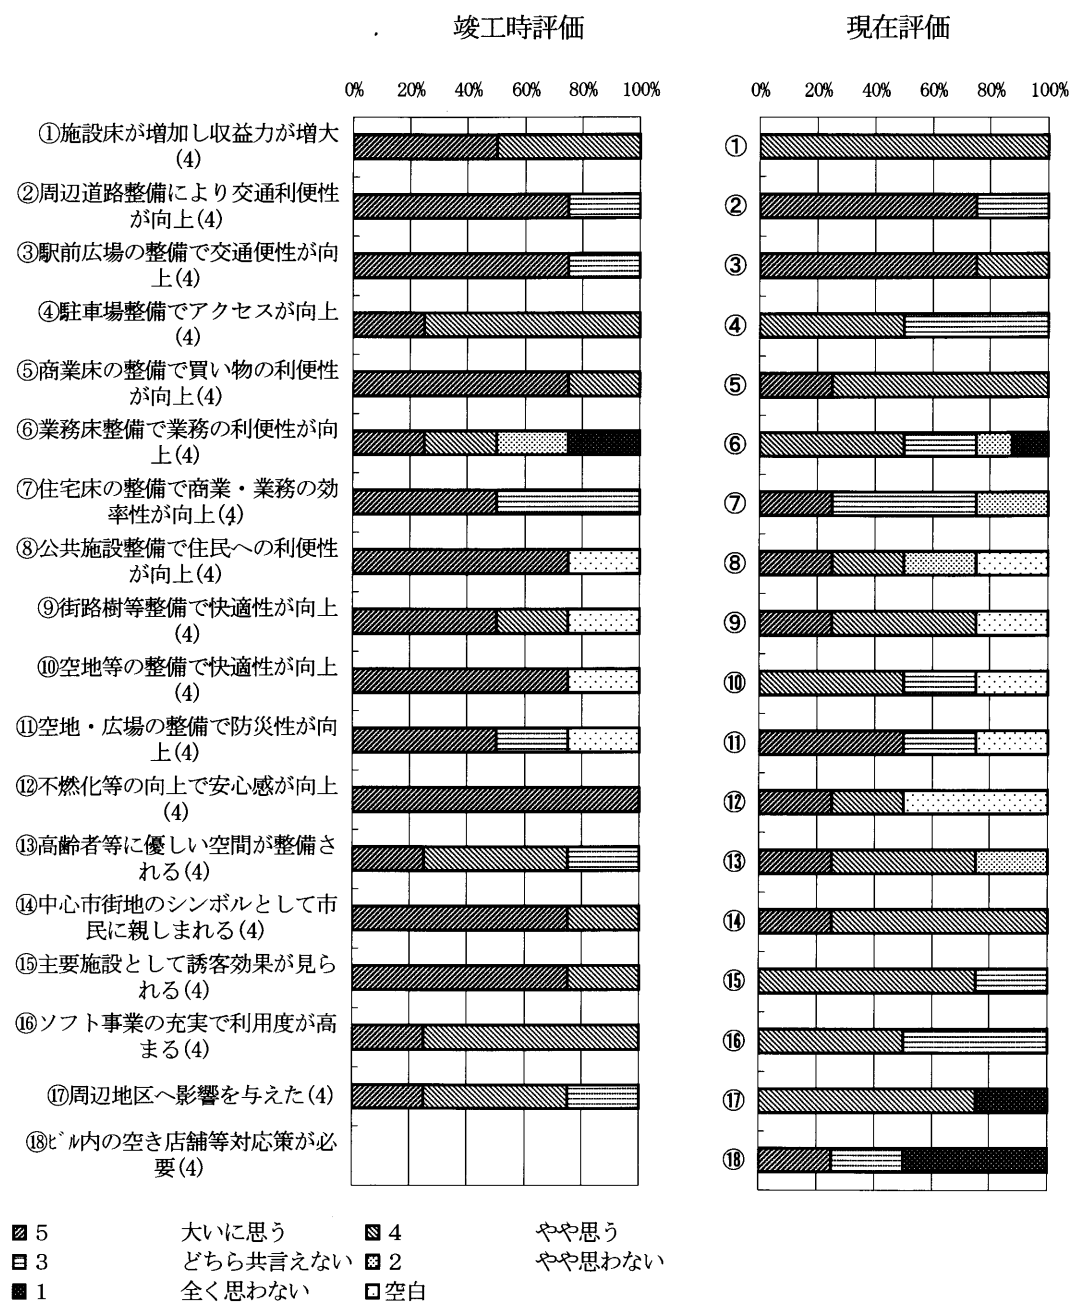 竣工時評価
現在評価
0% 20% 40% 60% 80% 100%
0% 20% 40% 60% 80% 100%
①施設床が増加し収益力が増大
(4)
②周辺道路整備により交通利便性
が向上(4)
③駅前広場の整備で交通便性が向
上(4)
④駐車場整備でアクセスが向上
(4)
⑤商業床の整備で買い物の利便性
が向上(4)
⑥業務床整備で業務の利便性が向
上(4)
⑦住宅床の整備で商業・業務の効
率性が向上(4)
⑧公共施設整備で住民への利便性
が向上(4)
⑨街路樹等整備で快適性が向上
(4)
⑩空地等の整備で快適性が向上
(4)
⑪空地・広場の整備で防災性が向
上(4)
⑫不燃化等の向上で安心感が向上
(4)
⑬高齢者等に優しい空間が整備さ
れる(4)
⑭中心市街地のシンボルとして市
民に親しまれる(4)
⑮主要施設として誘客効果が見ら
れる(4)
⑯ソフト事業の充実で利用度が高
まる(4)
⑰周辺地区へ影響を与えた(4)
⑱ﾋﾞﾙ内の空き店舗等対応策が必
要(4)
①
②
③
④
⑤
⑥
⑦
⑧
⑨
⑩
⑪
⑫
⑬
⑭
⑮
⑯
⑰
⑱
5 大いに思う 4 やや思う
3 どちら共言えない 2 やや思わない
1 全く思わない 空白